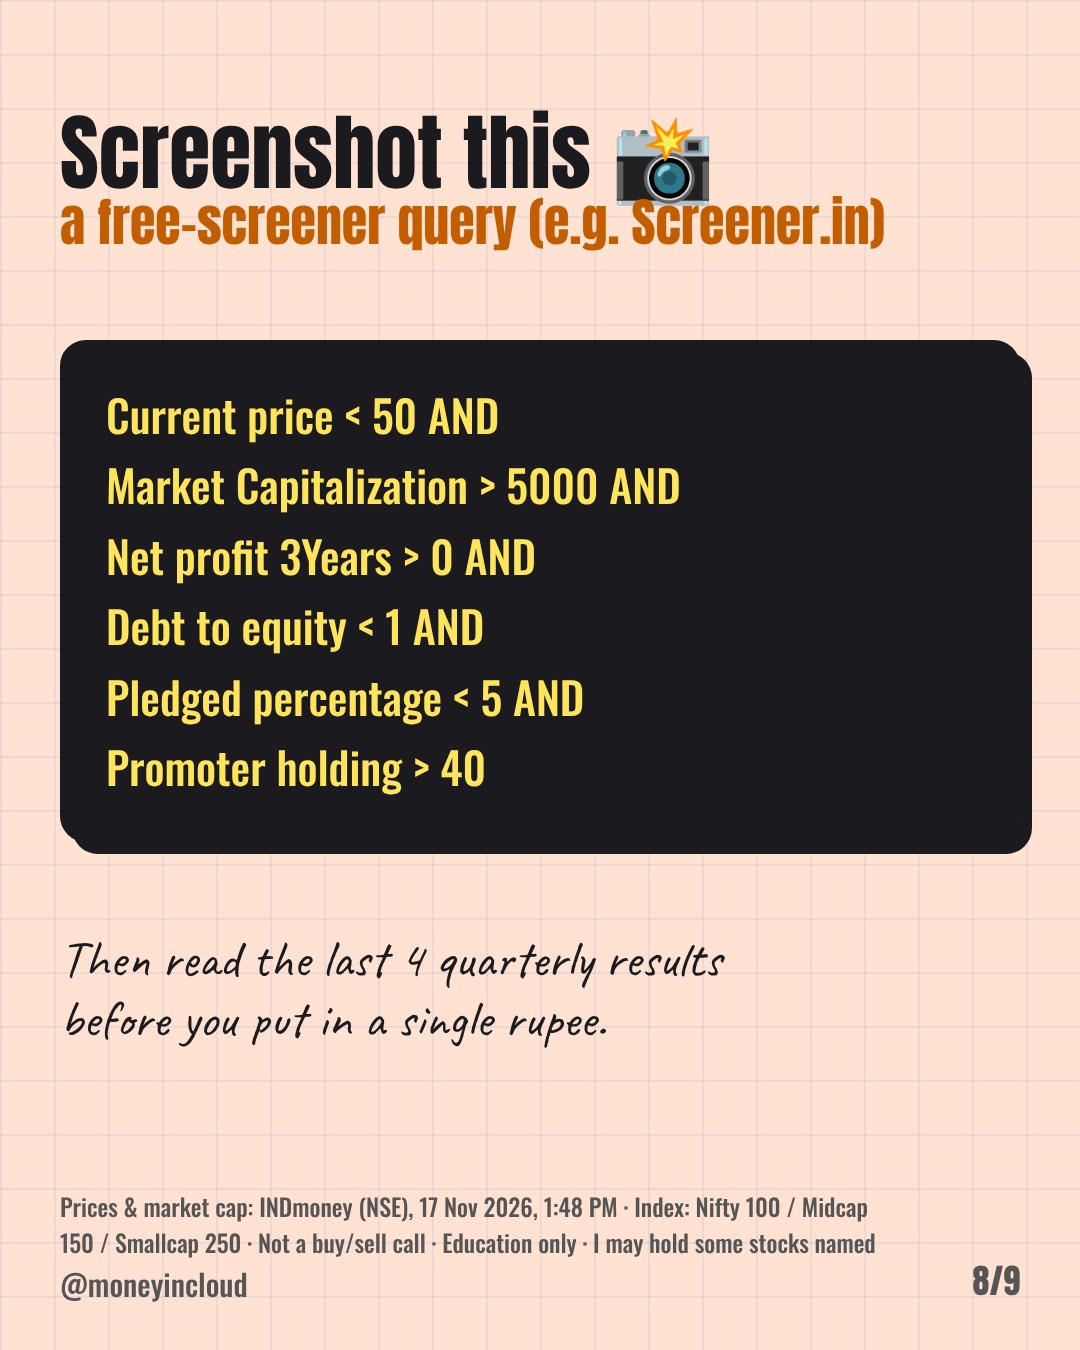 Screenshot this 📸
a free-screener query (e.g. Screener.in)
Current price < 50 AND
Market Capitalization > 5000 AND
Net profit 3Years > 0 AND
Debt to equity < 1 AND
Pledged percentage < 5 AND
Promoter holding > 40
Then read the last 4 quarterly results
before you put in a single rupee.
Prices & market cap: INDmoney (NSE), 17 Nov 2026, 1:48 PM · Index: Nifty 100 / Midcap
150 / Smallcap 250 · Not a buy/sell call · Education only · I may hold some stocks named
@moneyincloud
8/9